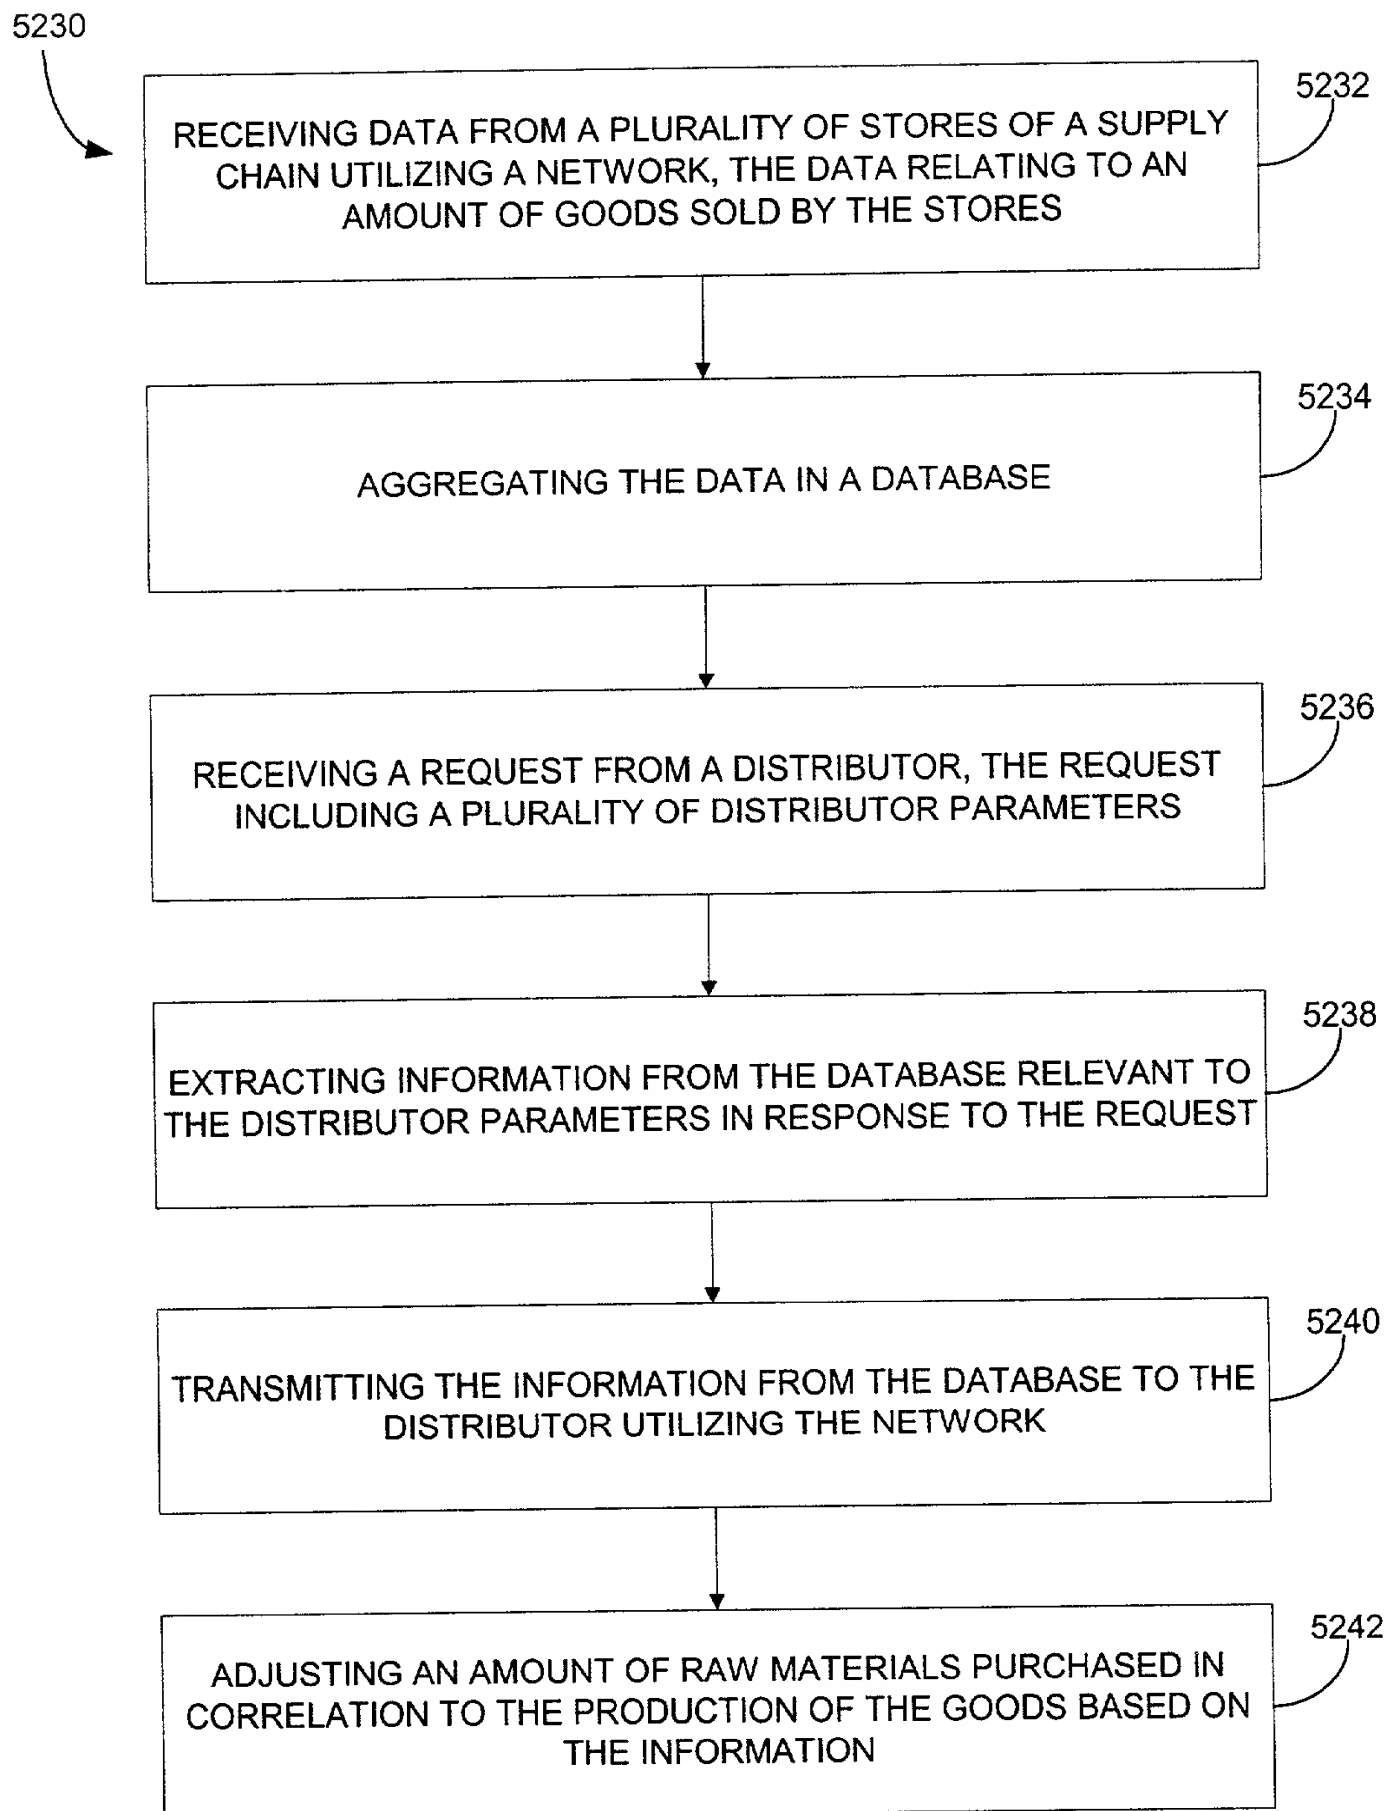 5230
5232
RECEIVING DATA FROM A PLURALITY OF STORES OF A SUPPLY
CHAIN UTILIZING A NETWORK, THE DATA RELATING TO AN
AMOUNT OF GOODS SOLD BY THE STORES
5234
AGGREGATING THE DATA IN A DATABASE
5236
RECEIVING A REQUEST FROM A DISTRIBUTOR, THE REQUEST
INCLUDING A PLURALITY OF DISTRIBUTOR PARAMETERS
5238
EXTRACTING INFORMATION FROM THE DATABASE RELEVANT TO
THE DISTRIBUTOR PARAMETERS IN RESPONSE TO THE REQUEST
5240
TRANSMITTING THE INFORMATION FROM THE DATABASE TO THE
DISTRIBUTOR UTILIZING THE NETWORK
5242
ADJUSTING AN AMOUNT OF RAW MATERIALS PURCHASED IN
CORRELATION TO THE PRODUCTION OF THE GOODS BASED ON
THE INFORMATION